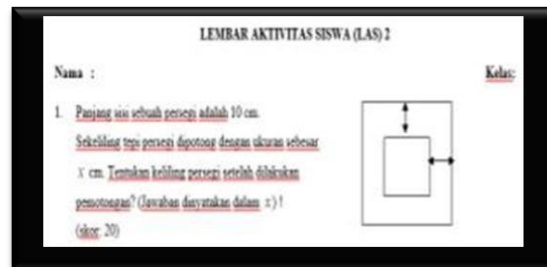 LEMBAR AKTIVITAS SISWA (LAS) 2
Nama : Kelas:
1. Panjang sisi sebuah persegi adalah 10 cm.
Sekeliling tepi persegi dipotong dengan ukuran sebesar
x cm. Tentukan keliling persegi setelah dilakukan
pemotongan? (Jawaban dinyatakan dalam x) !
(skor: 20)